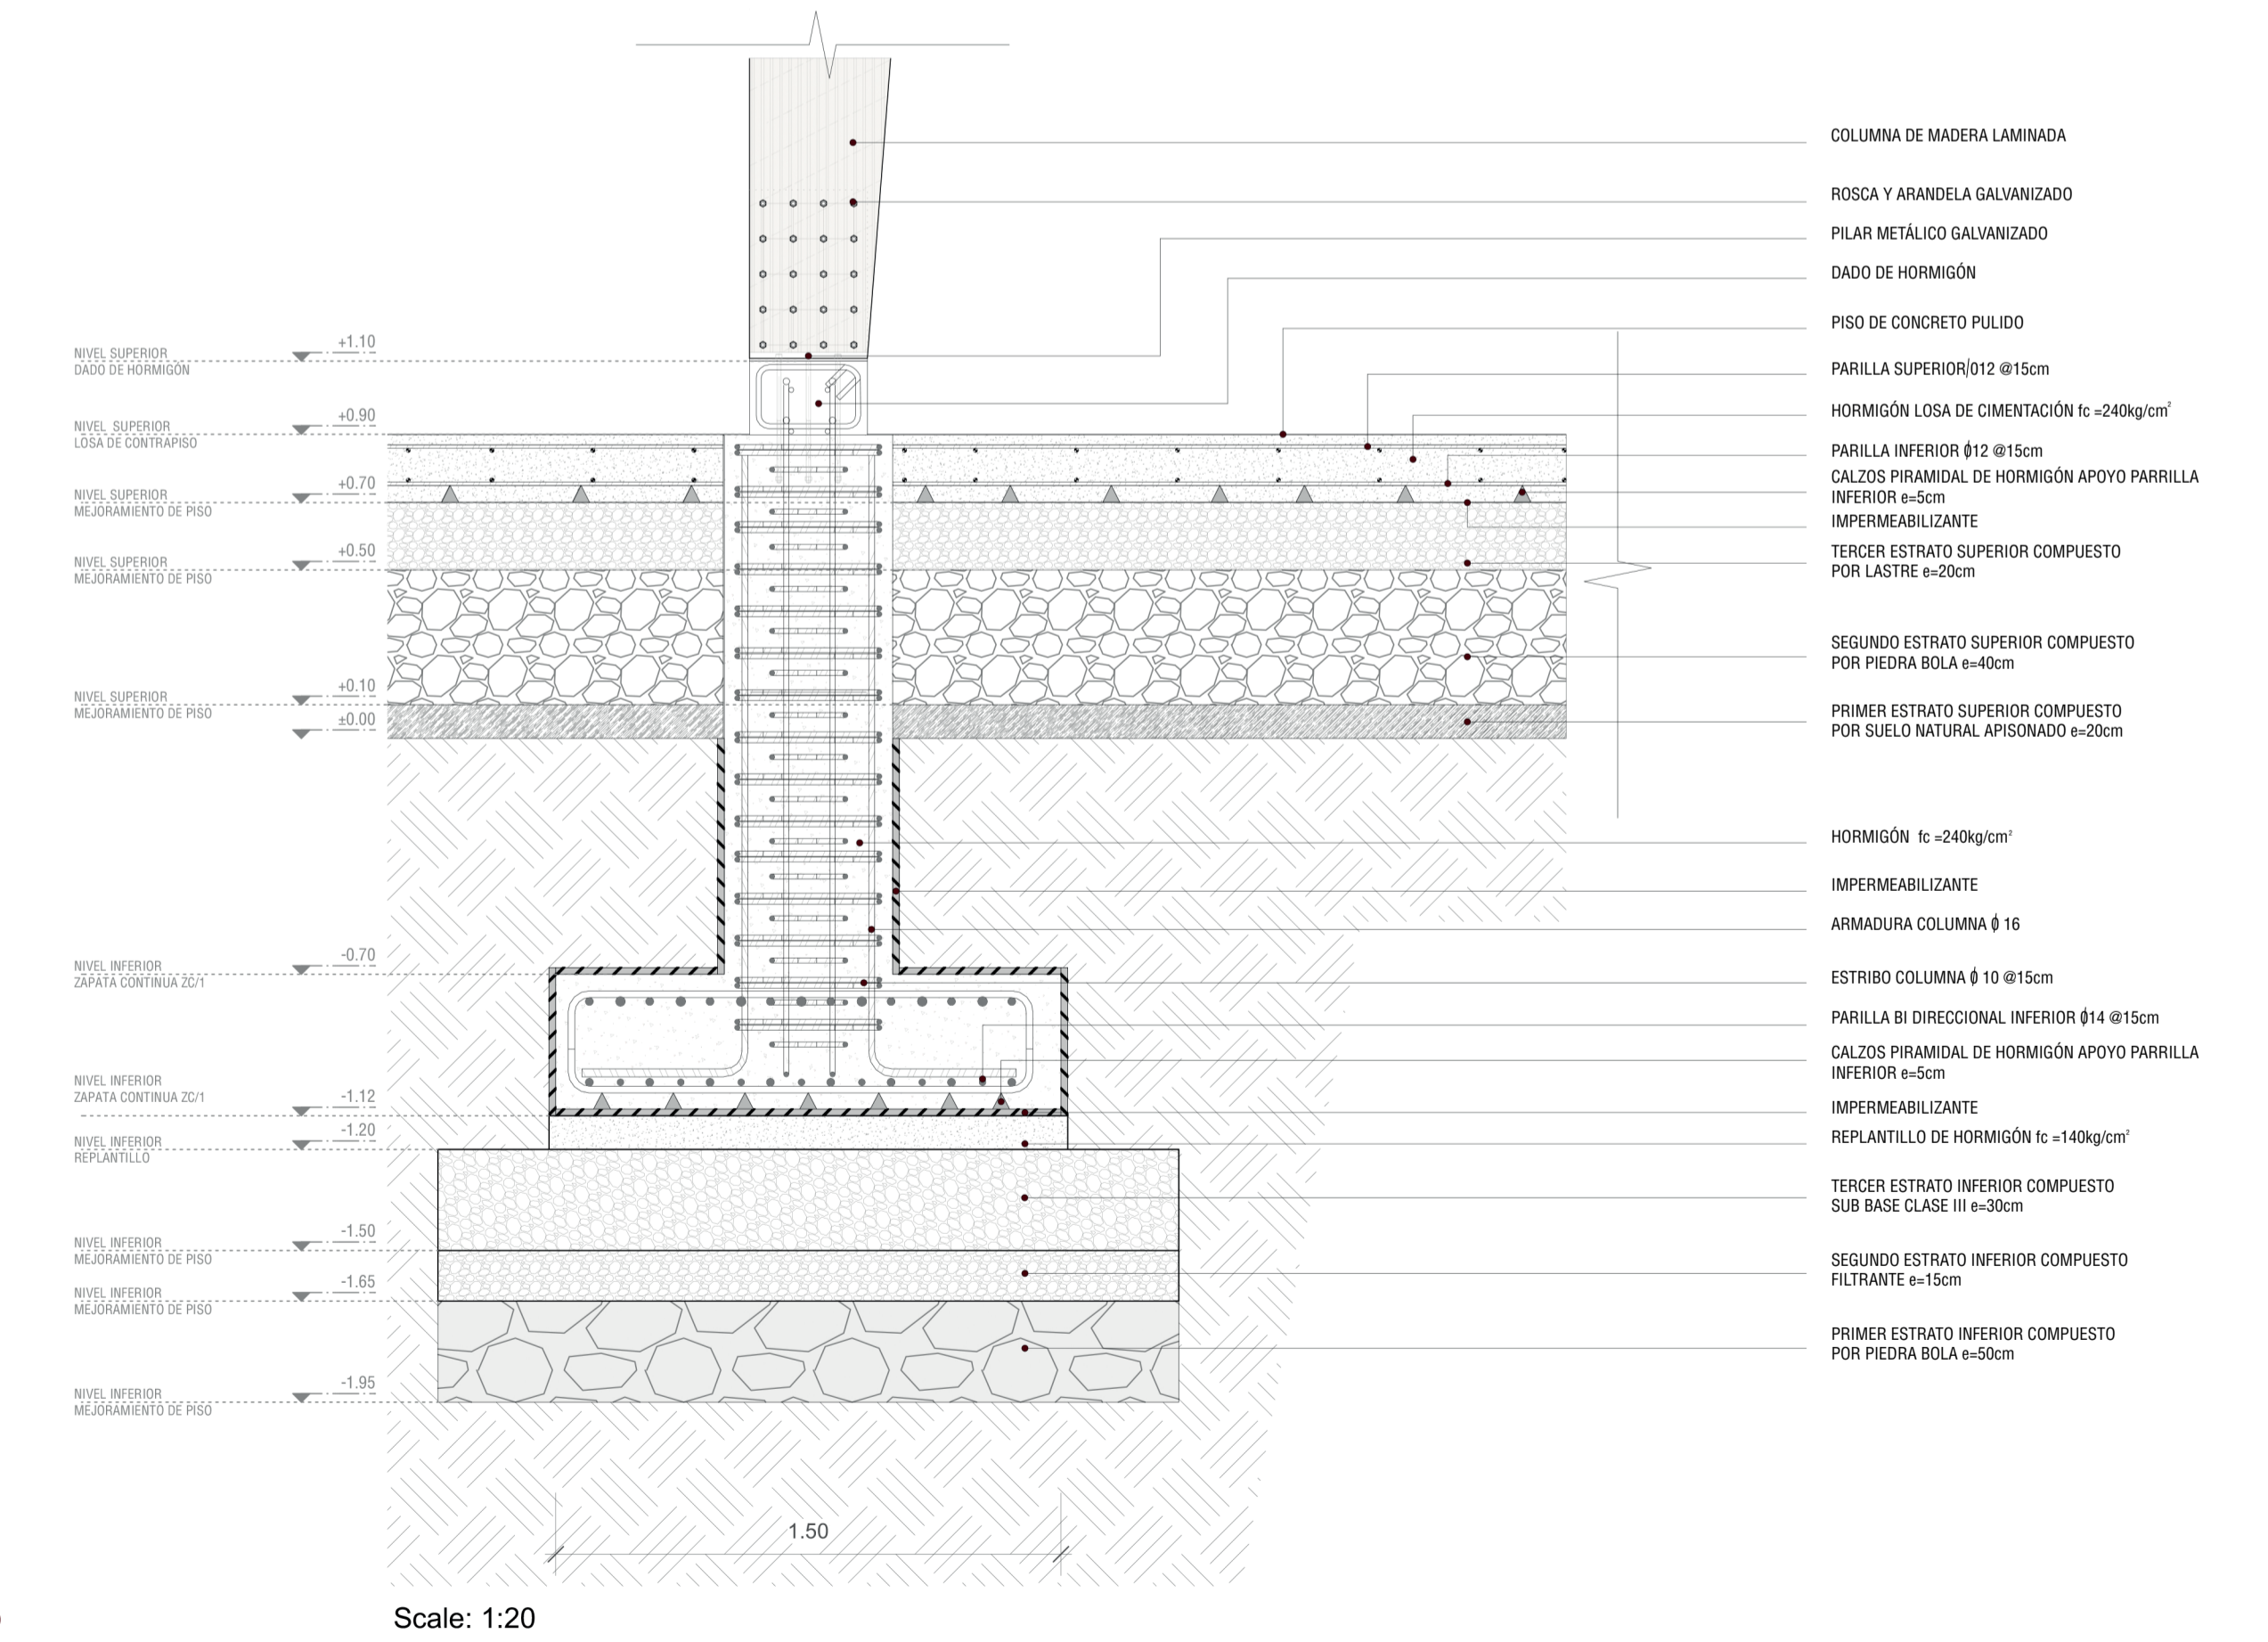 COLUMNA DE MADERA LAMINADA
ROSCA Y ARANDELA GALVANIZADO
PILAR METÁLICO GALVANIZADO
DADO DE HORMIGÓN
PISO DE CONCRETO PULIDO
PARILLA SUPERIOR/012 @15cm
HORMIGÓN LOSA DE CIMENTACIÓN fc =240kg/cm²
PARILLA INFERIOR ϕ12 @15cm
CALZOS PIRAMIDAL DE HORMIGÓN APOYO PARRILLA
INFERIOR e=5cm
IMPERMEABILIZANTE
TERCER ESTRATO SUPERIOR COMPUESTO
POR LASTRE e=20cm
SEGUNDO ESTRATO SUPERIOR COMPUESTO
POR PIEDRA BOLA e=40cm
PRIMER ESTRATO SUPERIOR COMPUESTO
POR SUELO NATURAL APISONADO e=20cm
HORMIGÓN fc =240kg/cm²
IMPERMEABILIZANTE
ARMADURA COLUMNA ϕ 16
ESTRIBO COLUMNA ϕ 10 @15cm
PARILLA BI DIRECCIONAL INFERIOR ϕ14 @15cm
CALZOS PIRAMIDAL DE HORMIGÓN APOYO PARRILLA
INFERIOR e=5cm
IMPERMEABILIZANTE
REPLANTILLO DE HORMIGÓN fc =140kg/cm²
TERCER ESTRATO INFERIOR COMPUESTO
SUB BASE CLASE III e=30cm
SEGUNDO ESTRATO INFERIOR COMPUESTO
FILTRANTE e=15cm
PRIMER ESTRATO INFERIOR COMPUESTO
POR PIEDRA BOLA e=50cm
+1.10
NIVEL SUPERIOR
DADO DE HORMIGÓN
+0.90
NIVEL SUPERIOR
LOSA DE CONTRAPISO
+0.70
NIVEL SUPERIOR
MEJORAMIENTO DE PISO
+0.50
NIVEL SUPERIOR
MEJORAMIENTO DE PISO
+0.10
NIVEL SUPERIOR
MEJORAMIENTO DE PISO
±0.00
-0.70
NIVEL INFERIOR
ZAPATA CONTINUA ZC/1
NIVEL INFERIOR
ZAPATA CONTINUA ZC/1
-1.12
-1.20
NIVEL INFERIOR
REPLANTILLO
-1.50
NIVEL INFERIOR
MEJORAMIENTO DE PISO
-1.65
NIVEL INFERIOR
MEJORAMIENTO DE PISO
-1.95
NIVEL INFERIOR
MEJORAMIENTO DE PISO
1.50
Scale: 1:20